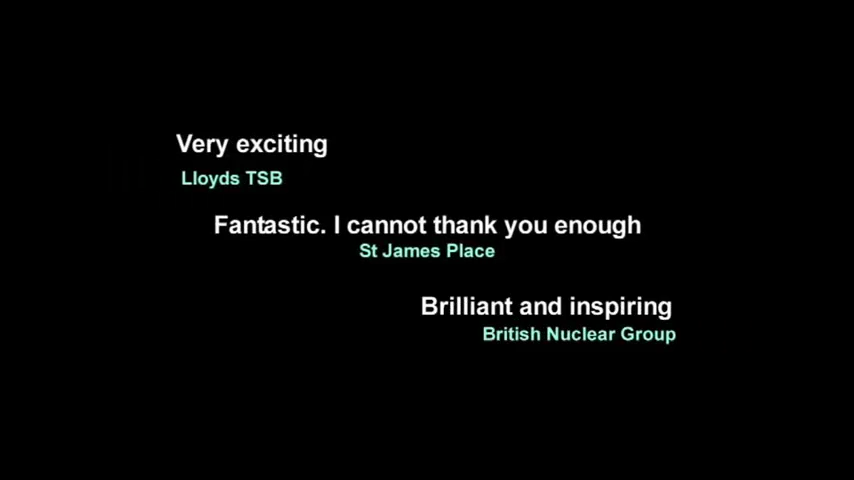 Very exciting
Lloyds TSB
Fantastic. I cannot thank you enough
St James Place
Brilliant and inspiring
British Nuclear Group